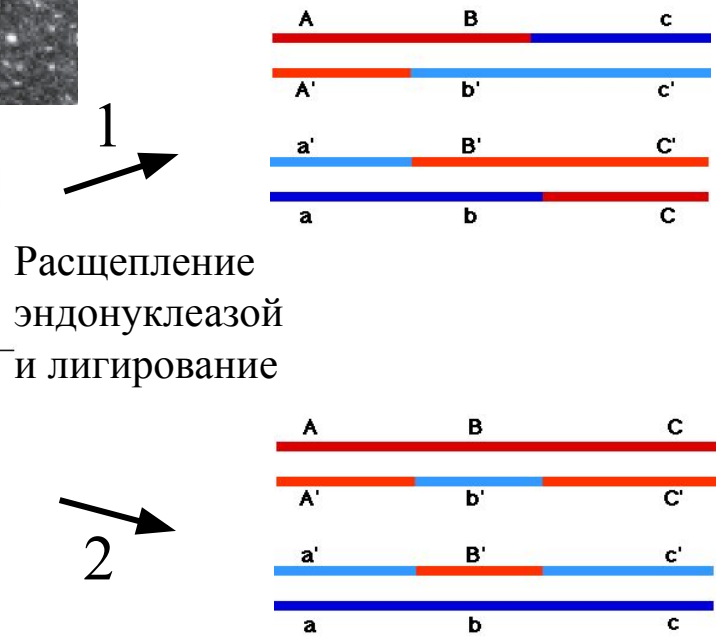 A B c
A' b' c'
1
a' B' C'
a b C
Расщепление
эндонуклеазой
и лигирование
A B C
A' b' C'
2
a' B' c'
a b c